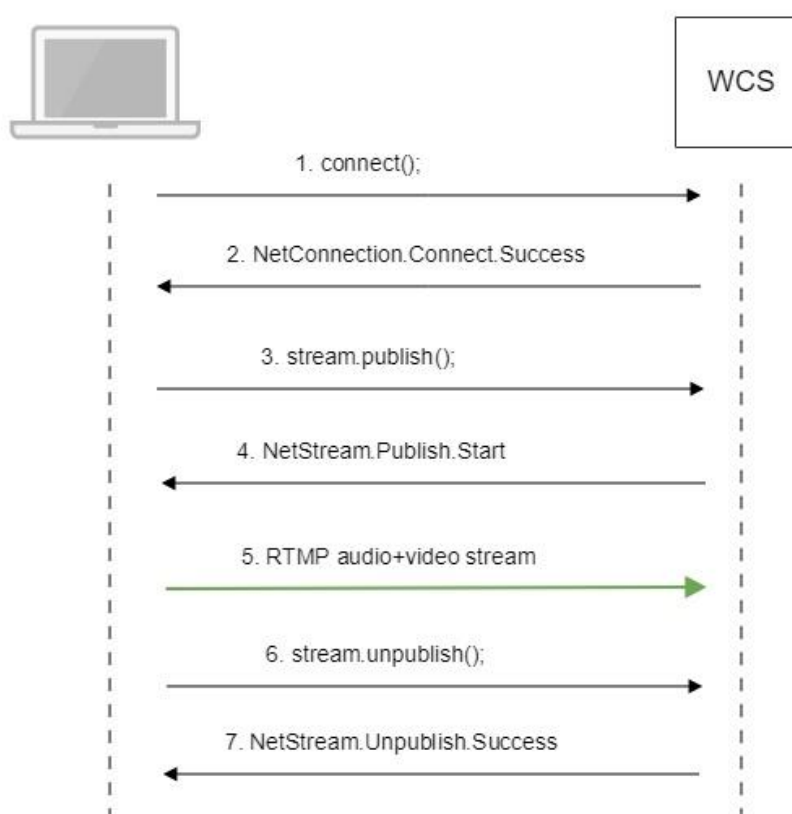 WCS
1. connect();
2. NetConnection.Connect.Success
3. stream.publish();
4. NetStream.Publish.Start
5. RTMP audio+video stream
6. stream.unpublish();
7. NetStream.Unpublish.Success